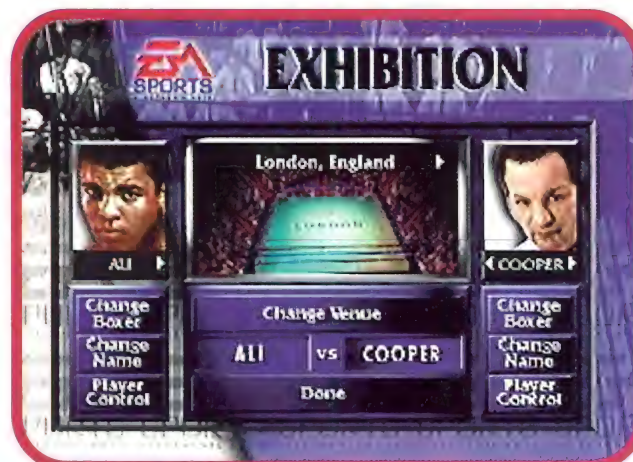 EA
SPORTS
EXHIBITION
London, England
LONDON
ALI
COOPER
Change Boxer
Change Name
Player Control
Change Venue
ALI vs COOPER
Done
Change Boxer
Change Name
Player Control